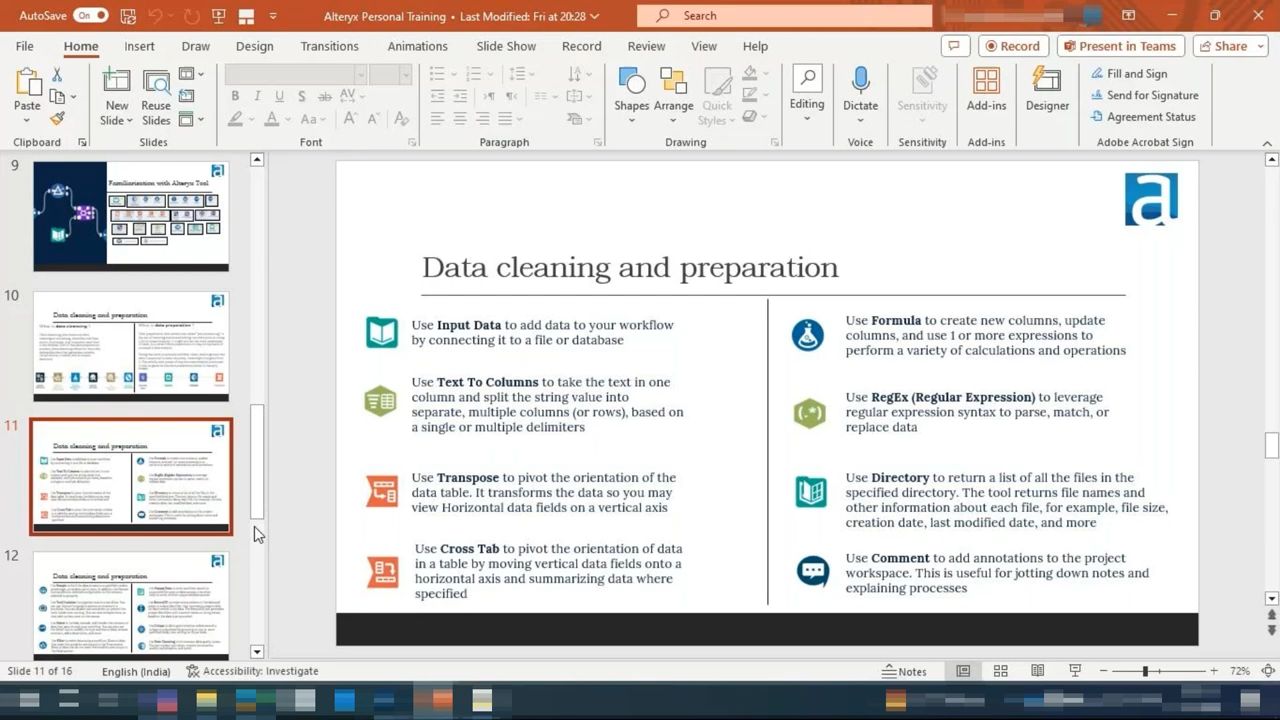 AutoSave
On
Alteryx Personal Training • Last Modified: Fri at 20:28
Search
File
Home
Insert
Draw
Design
Transitions
Animations
Slide Show
Record
Review
View
Help
Record
Present in Teams
Share
Paste
New Slide
Reuse Slides
Shapes
Arrange
Quick Styles
Editing
Dictate
Sensitivity
Add-ins
Designer
Fill and Sign
Send for Signature
Agreement Status
Clipboard
Slides
Font
Paragraph
Drawing
Voice
Sensitivity
Add-ins
Adobe Acrobat Sign
9
Familiarization with Alteryx Tool
10
Data cleaning and preparation
11
Data cleaning and preparation
12
Data cleaning and preparation
a
Data cleaning and preparation
Use Input Data to add data to your workflow
by connecting it to a file or database
Use Text To Columns to take the text in one
column and split the string value into
separate, multiple columns (or rows), based on
a single or multiple delimiters
Use Transpose to pivot the orientation of the
data table. It transforms the data so you may
view Horizontal data fields on a vertical axis
Use Cross Tab to pivot the orientation of data
in a table by moving vertical data fields onto a
horizontal axis and summarizing data where
specified
Use Formula to create new columns, update
columns, and use 1 or more expressions to
perform a variety of calculations and operations
Use RegEx (Regular Expression) to leverage
regular expression syntax to parse, match, or
replace data
Use Directory to return a list of all the files in the
specified directory. The tool returns file names and
other information about each file, for example, file size,
creation date, last modified date, and more
Use Comment to add annotations to the project
workspace. This is useful for jotting down notes and
explaining processes
Slide 11 of 16
English (India)
Accessibility: Investigate
Notes
72%